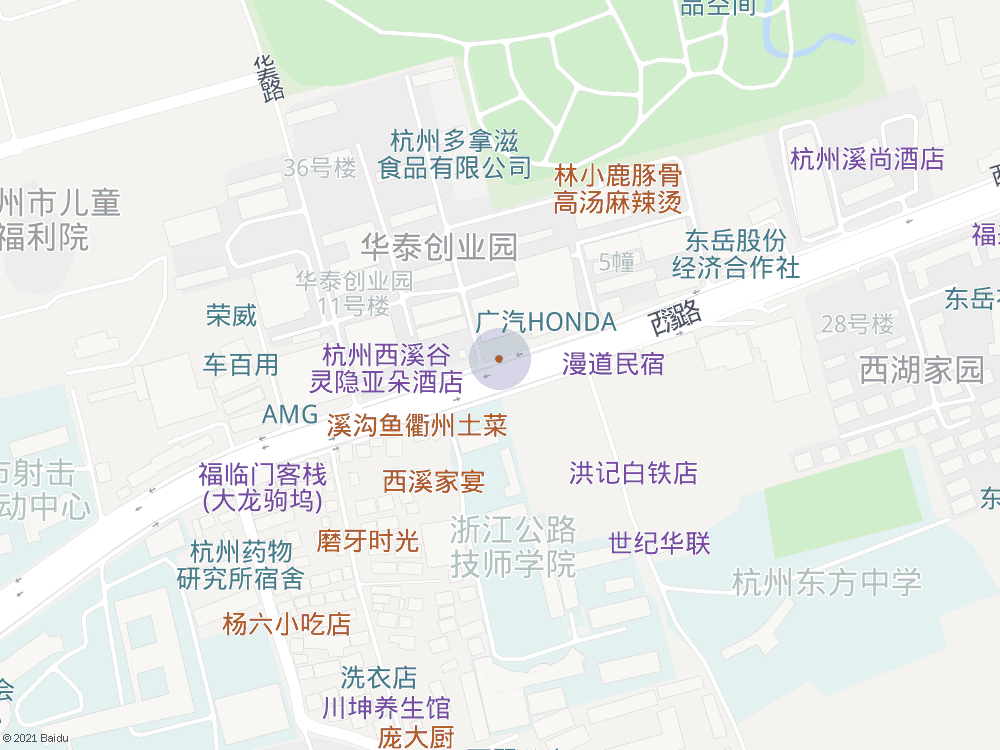 品空间
华泰路
杭州多拿滋
食品有限公司
36号楼
林小鹿豚骨
高汤麻辣烫
杭州溪尚酒店
州市儿童
福利院
华泰创业园
东岳股份
经济合作社
5幢
华泰创业园
11号楼
荣威
广汽HONDA
西溪路
28号楼
车百用
杭州西溪谷
灵隐亚朵酒店
漫道民宿
西湖家园
AMG
溪沟鱼衢州土菜
福临门客栈
(大龙驹坞)
西溪家宴
洪记白铁店
市射击
动中心
磨牙时光
浙江公路
技师学院
世纪华联
杭州药物
研究所宿舍
杭州东方中学
杨六小吃店
洗衣店
川坤养生馆
庞大厨
© 2021 Baidu